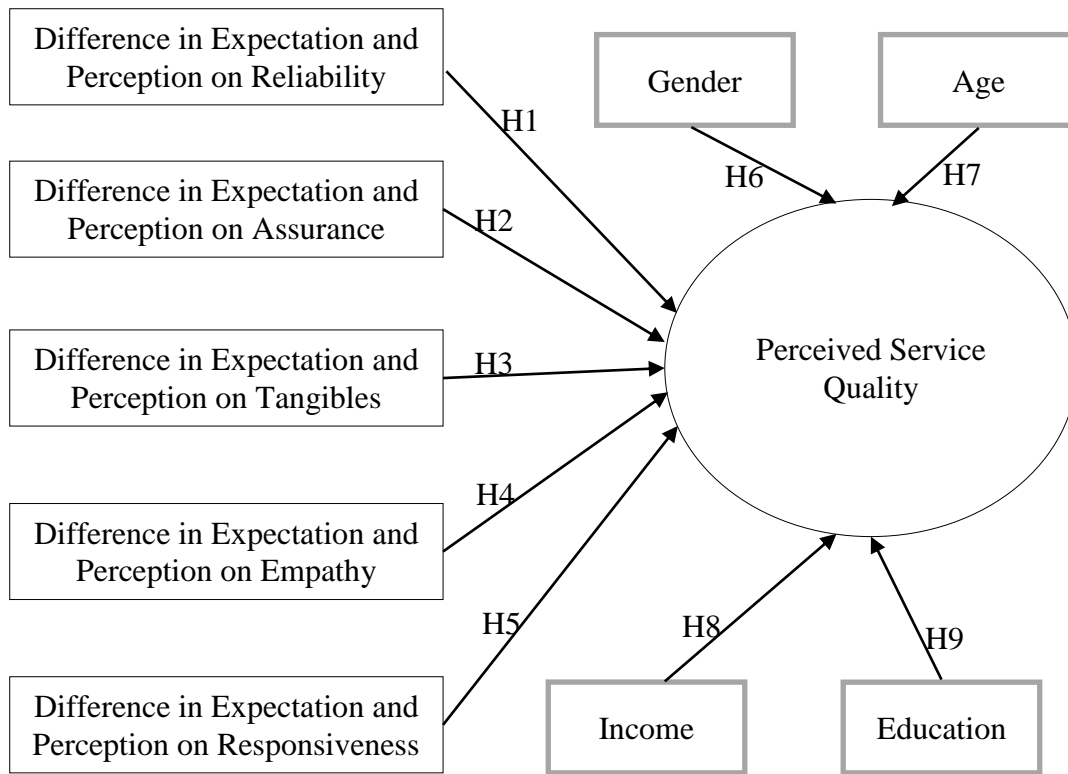 Difference in Expectation and
Perception on Reliability
Gender
Age
H1
Difference in Expectation and
Perception on Assurance
H6
H7
H2
Difference in Expectation and
Perception on Tangibles
H3
Perceived Service
Quality
Difference in Expectation and
Perception on Empathy
H4
Difference in Expectation and
Perception on Responsiveness
H5
H8
H9
Income
Education